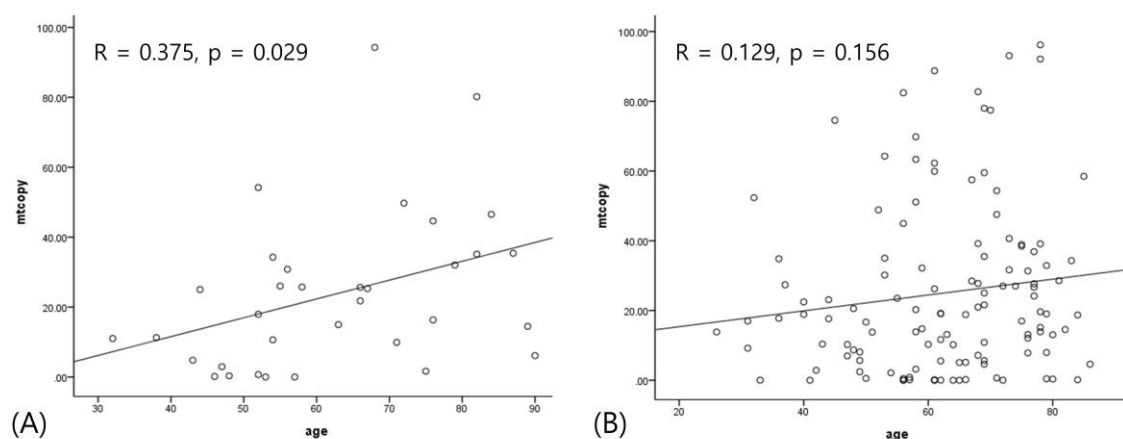 R = 0.375, p = 0.029
100.00
80.00
60.00
40.00
20.00
.00
mtcopy
30 40 50 60 70 80 90
age
(A)
R = 0.129, p = 0.156
100.00
80.00
60.00
40.00
20.00
.00
mtcopy
20 40 60 80
age
(B)